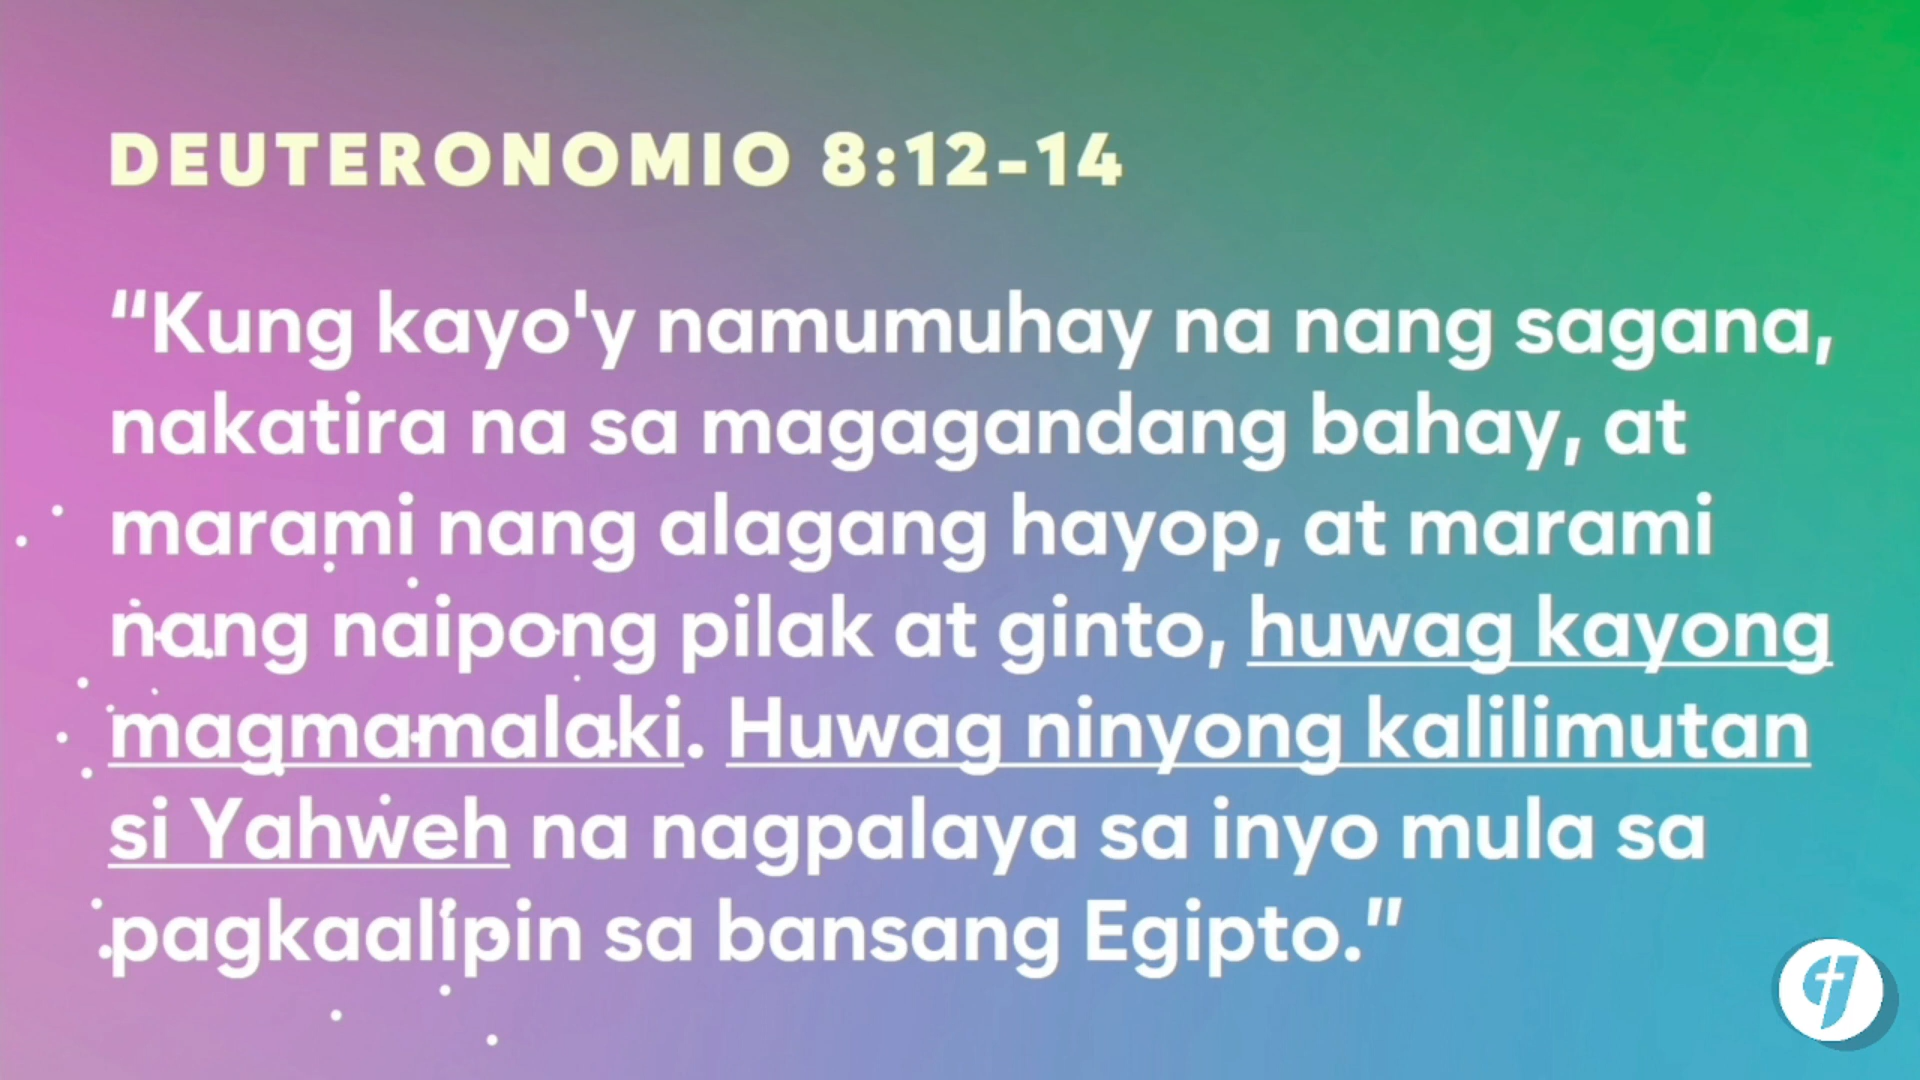 DEUTERONOMIO 8:12-14
“Kung kayo'y namumuhay na nang sagana,
nakatira na sa magagandang bahay, at
marami nang alagang hayop, at marami
nang naipong pilak at ginto, huwag kayong
magmamalaki. Huwag ninyong kalilimutan
si Yahweh na nagpalaya sa inyo mula sa
pagkaalipin sa bansang Egipto.”